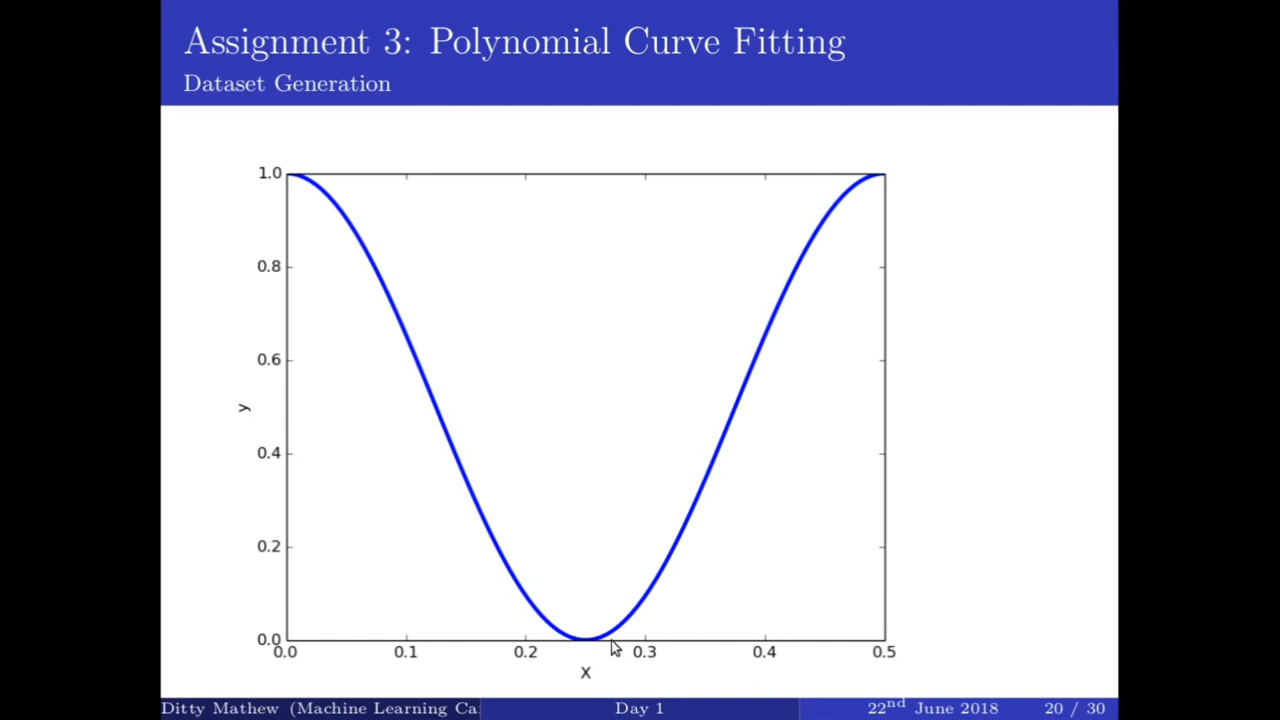 Assignment 3: Polynomial Curve Fitting
Dataset Generation
1.0
0.8
0.6
y
0.4
0.2
0.0
0.0 0.1 0.2 0.3 0.4 0.5
X
Ditty Mathew (Machine Learning Day 1 22nd June 2018 20 / 30